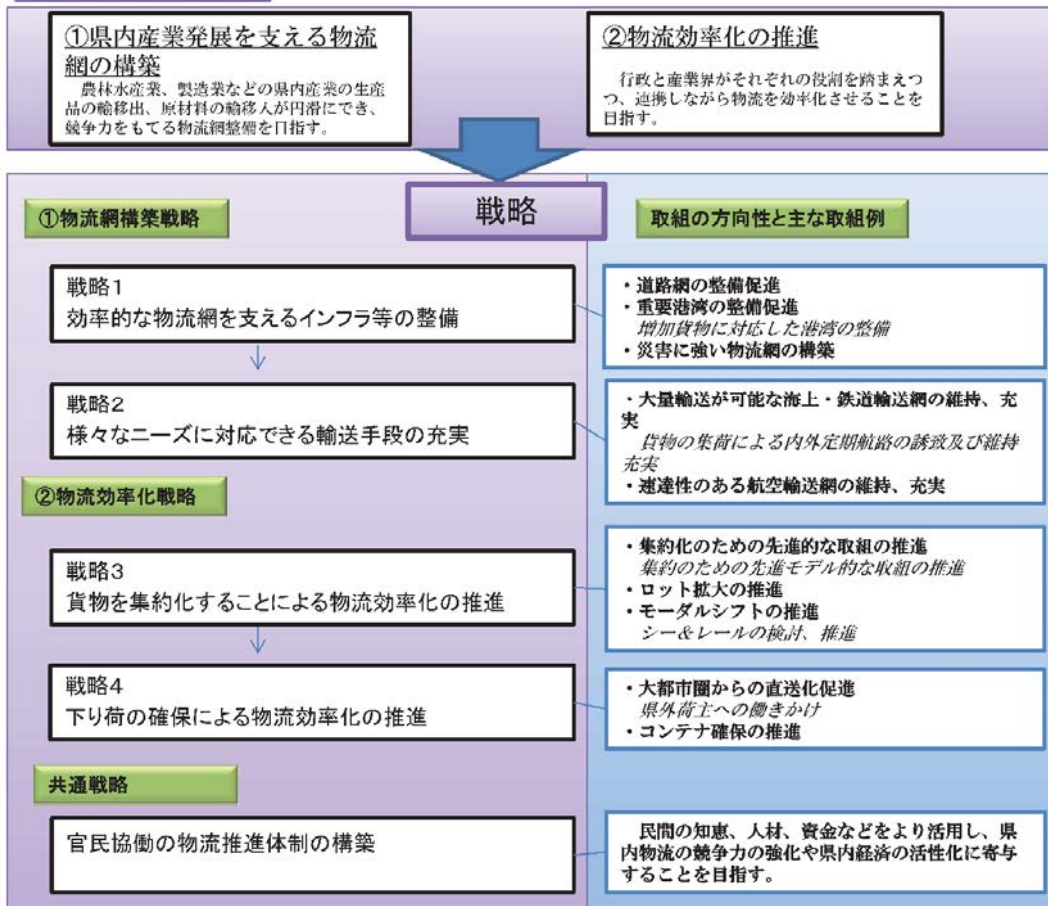 ①県内産業発展を支える物流
網の構築
農林水産業、製造業などの県内産業の生産
品の輸移出、原材料の輸移入が円滑にでき、
競争力をもてる物流網整備を目指す。
②物流効率化の推進
行政と産業界がそれぞれの役割を踏まえつ
つ、連携しながら物流を効率化させることを
目指す。
戦略
①物流網構築戦略
取組の方向性と主な取組例
戦略1
効率的な物流網を支えるインフラ等の整備
・道路網の整備促進
・重要港湾の整備促進
増加貨物に対応した港湾の整備
・災害に強い物流網の構築
戦略2
様々なニーズに対応できる輸送手段の充実
・大量輸送が可能な海上・鉄道輸送網の維持、充
実
貨物の集荷による内外定期航路の誘致及び維持
充実
・速達性のある航空輸送網の維持、充実
②物流効率化戦略
戦略3
貨物を集約化することによる物流効率化の推進
・集約化のための先進的な取組の推進
集約のための先進モデル的な取組の推進
・ロット拡大の推進
・モーダルシフトの推進
シー&レールの検討、推進
戦略4
下り荷の確保による物流効率化の推進
・大都市圏からの直送化促進
県外荷主への働きかけ
・コンテナ確保の推進
共通戦略
官民協働の物流推進体制の構築
民間の知恵、人材、資金などをより活用し、県
内物流の競争力の強化や県内経済の活性化に寄与
することを目指す。